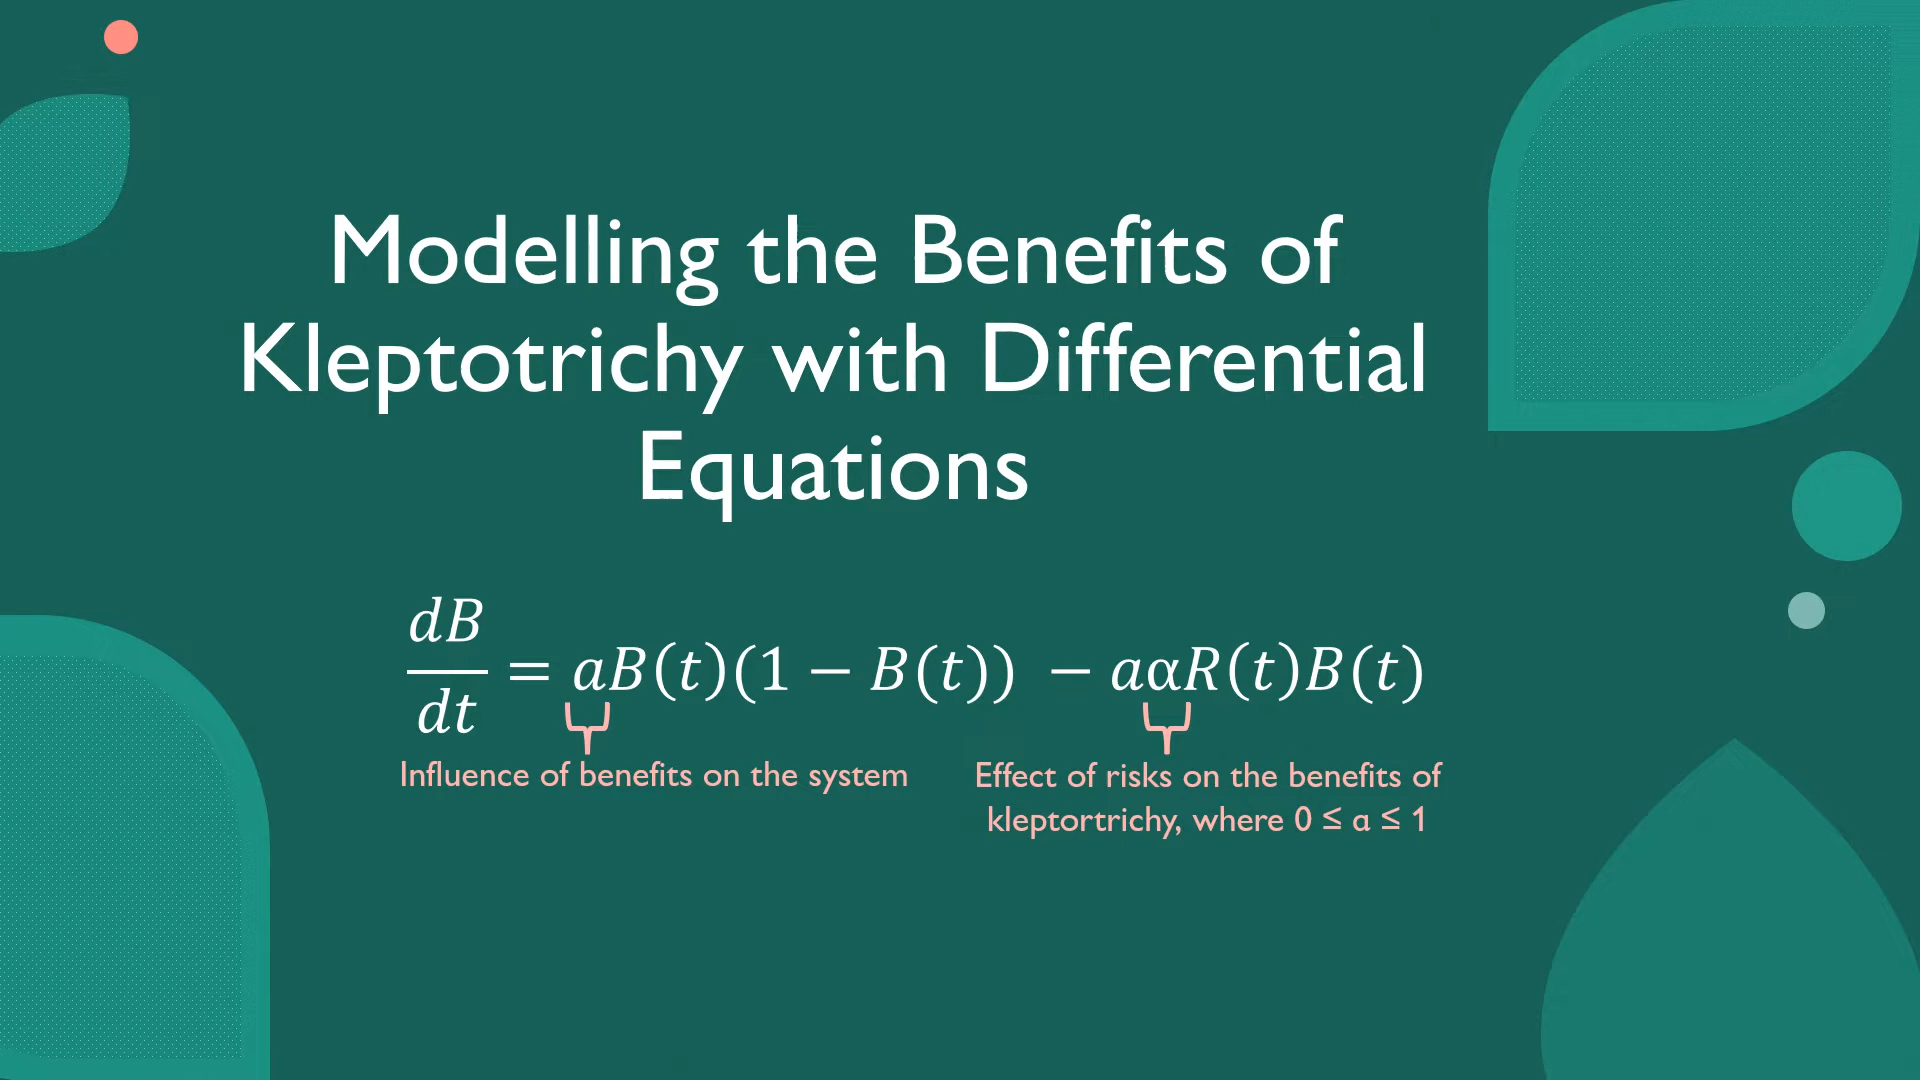 Modelling the Benefits of
Kleptotrichy with Differential
Equations
dB/dt = aB(t)(1 − B(t)) − aαR(t)B(t)
Influence of benefits on the system
Effect of risks on the benefits of
kleptortrichy, where 0 ≤ α ≤ 1